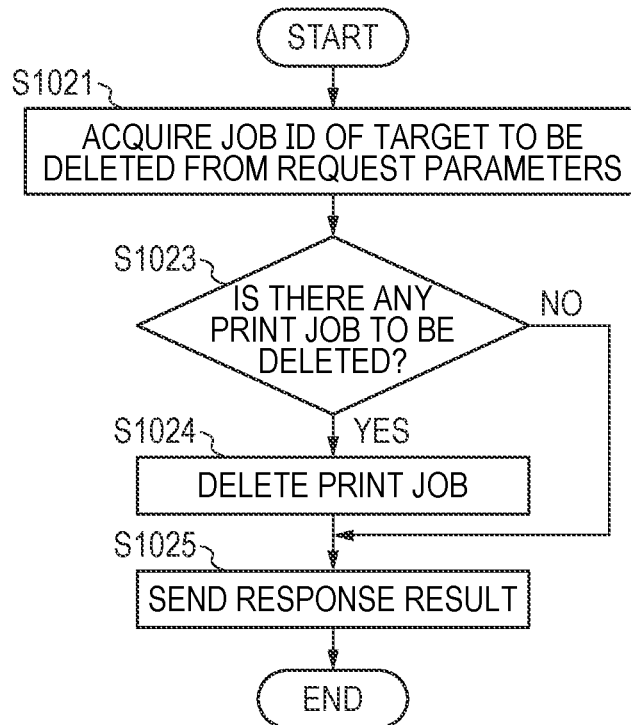 START
S1021
ACQUIRE JOB ID OF TARGET TO BE
DELETED FROM REQUEST PARAMETERS
S1023
IS THERE ANY
PRINT JOB TO BE
DELETED?
NO
YES
S1024
DELETE PRINT JOB
S1025
SEND RESPONSE RESULT
END